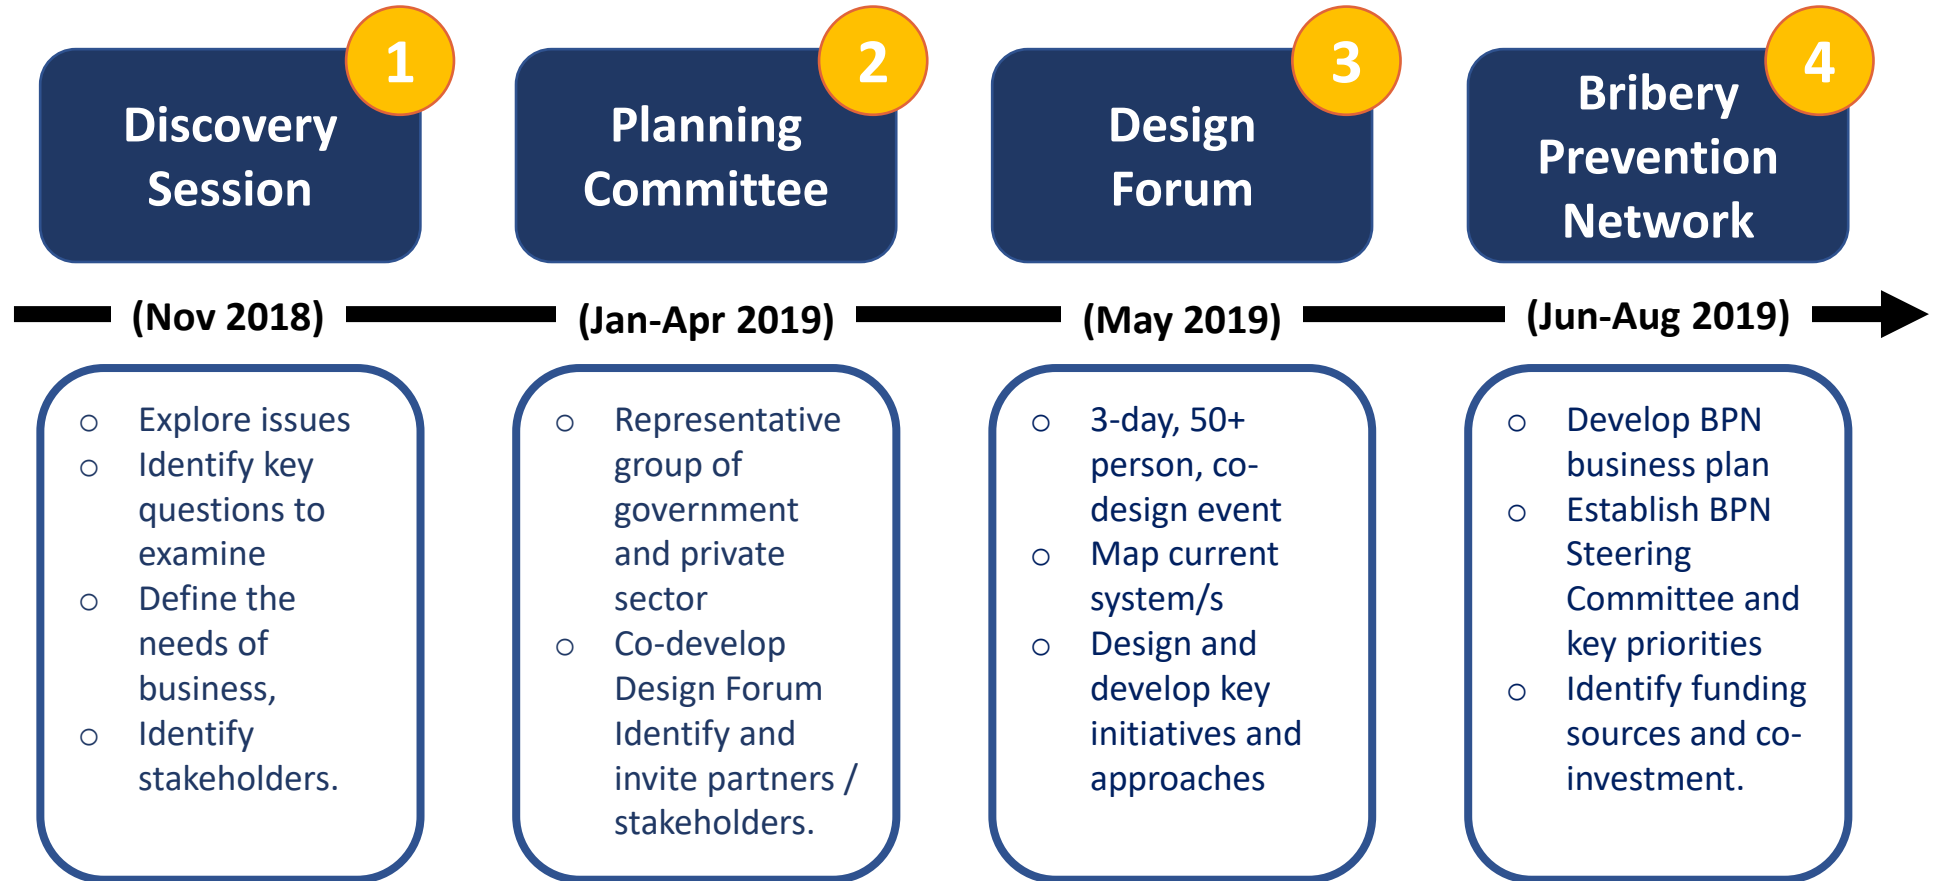 1
Discovery
Session
2
Planning
Committee
3
Design
Forum
4
Bribery
Prevention
Network
(Nov 2018)
(Jan-Apr 2019)
(May 2019)
(Jun-Aug 2019)
o Explore issues
o Identify key
questions to
examine
o Define the
needs of
business,
o Identify
stakeholders.
o Representative
group of
government
and private
sector
o Co-develop
Design Forum
Identify and
invite partners /
stakeholders.
o 3-day, 50+
person, co-
design event
o Map current
system/s
o Design and
develop key
initiatives and
approaches
o Develop BPN
business plan
o Establish BPN
Steering
Committee and
key priorities
o Identify funding
sources and co-
investment.